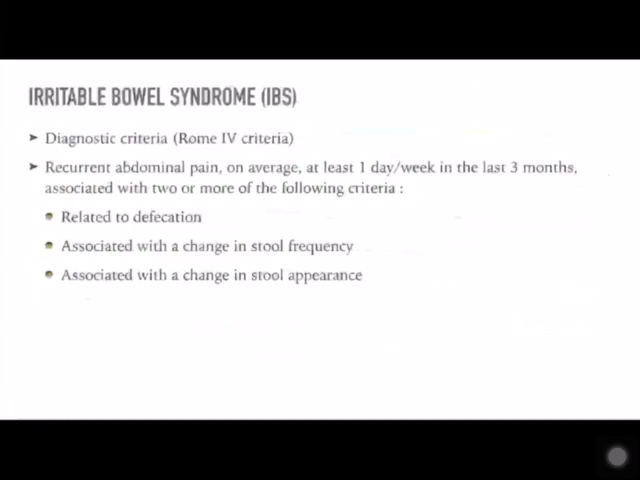 IRRITABLE BOWEL SYNDROME (IBS)
➤ Diagnostic criteria (Rome IV criteria)
➤ Recurrent abdominal pain, on average, at least 1 day/week in the last 3 months,
associated with two or more of the following criteria :
● Related to defecation
● Associated with a change in stool frequency
● Associated with a change in stool appearance